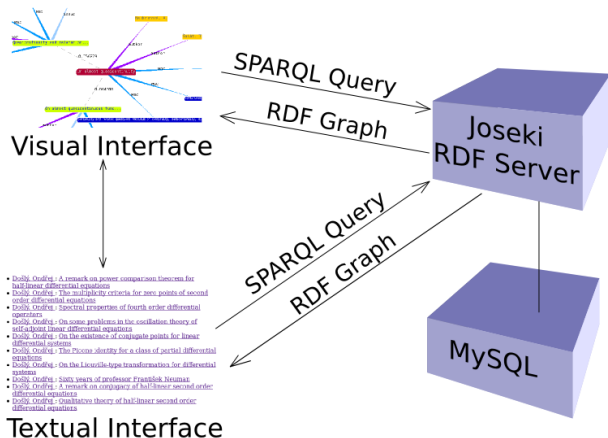 SPARQL Query
RDF Graph
Joseki
RDF Server
Visual Interface
SPARQL Query
RDF Graph
MySQL
• Došlý, Ondřej : A remark on power comparison theorem for
half-linear differential equations
• Došlý, Ondřej : The multiplicity criteria for zero points of second
order differential equations
• Došlý, Ondřej : Spectral properties of fourth order differential
operators
• Došlý, Ondřej : On some problems in the oscillation theory of
self-adjoint linear differential equations
• Došlý, Ondřej : On the existence of conjugate points for linear
differential systems
• Došlý, Ondřej : The Picone identity for a class of partial differential
equations
• Došlý, Ondřej : On the Liouville-type transformation for differential
systems
• Došlý, Ondřej : Sixty years of professor František Neuman
• Došlý, Ondřej : A remark on conjugacy of half-linear second order
differential equations
• Došlý, Ondřej : Qualitative theory of half-linear second order
differential equations
Textual Interface